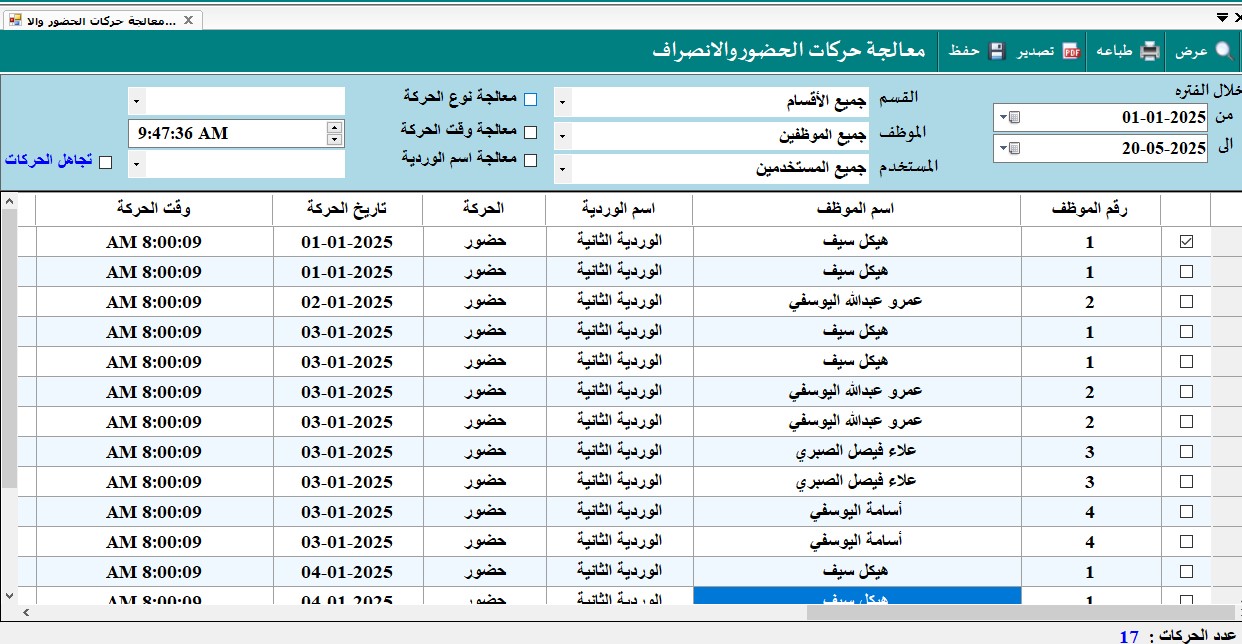 معالجة حركات الحضور والا...
عرض طباعه تصدير حفظ معالجة حركات الحضوروالانصراف
خلال الفتره
من 01-01-2025
الى 20-05-2025
القسم جميع الأقسام
الموظف جميع الموظفين
المستخدم جميع المستخدمين
معالجة نوع الحركة
معالجة وقت الحركة 9:47:36 AM
معالجة اسم الوردية
تجاهل الحركات
رقم الموظف اسم الموظف اسم الوردية الحركة تاريخ الحركة وقت الحركة
1 هيكل سيف الوردية الثانية حضور 01-01-2025 AM 8:00:09
1 هيكل سيف الوردية الثانية حضور 01-01-2025 AM 8:00:09
2 عمرو عبدالله اليوسفي الوردية الثانية حضور 02-01-2025 AM 8:00:09
1 هيكل سيف الوردية الثانية حضور 03-01-2025 AM 8:00:09
1 هيكل سيف الوردية الثانية حضور 03-01-2025 AM 8:00:09
2 عمرو عبدالله اليوسفي الوردية الثانية حضور 03-01-2025 AM 8:00:09
2 عمرو عبدالله اليوسفي الوردية الثانية حضور 03-01-2025 AM 8:00:09
3 علاء فيصل الصبري الوردية الثانية حضور 03-01-2025 AM 8:00:09
3 علاء فيصل الصبري الوردية الثانية حضور 03-01-2025 AM 8:00:09
4 أسامة اليوسفي الوردية الثانية حضور 03-01-2025 AM 8:00:09
4 أسامة اليوسفي الوردية الثانية حضور 03-01-2025 AM 8:00:09
1 هيكل سيف الوردية الثانية حضور 04-01-2025 AM 8:00:09
1 هيكل سيف الوردية الثانية حضور 04-01-2025 AM 8:00:09
عدد الحركات : 17